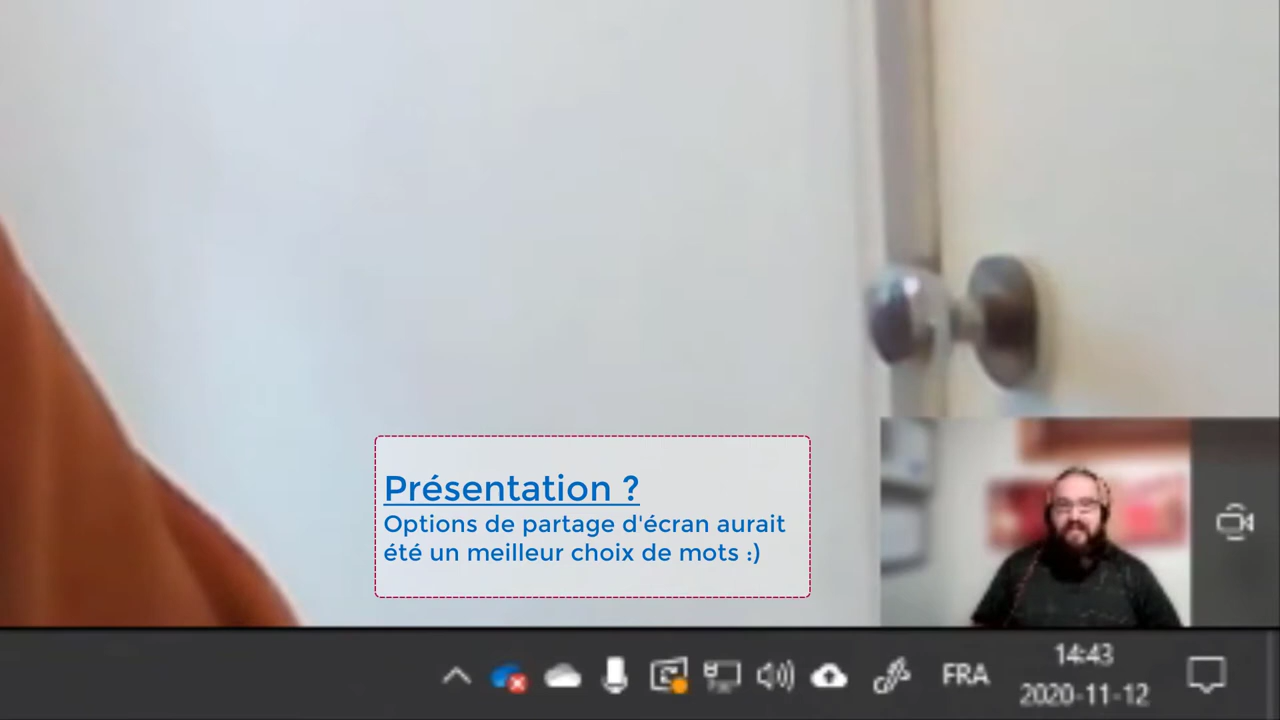 Présentation ?
Options de partage d'écran aurait
été un meilleur choix de mots :)
FRA
14:43
2020-11-12